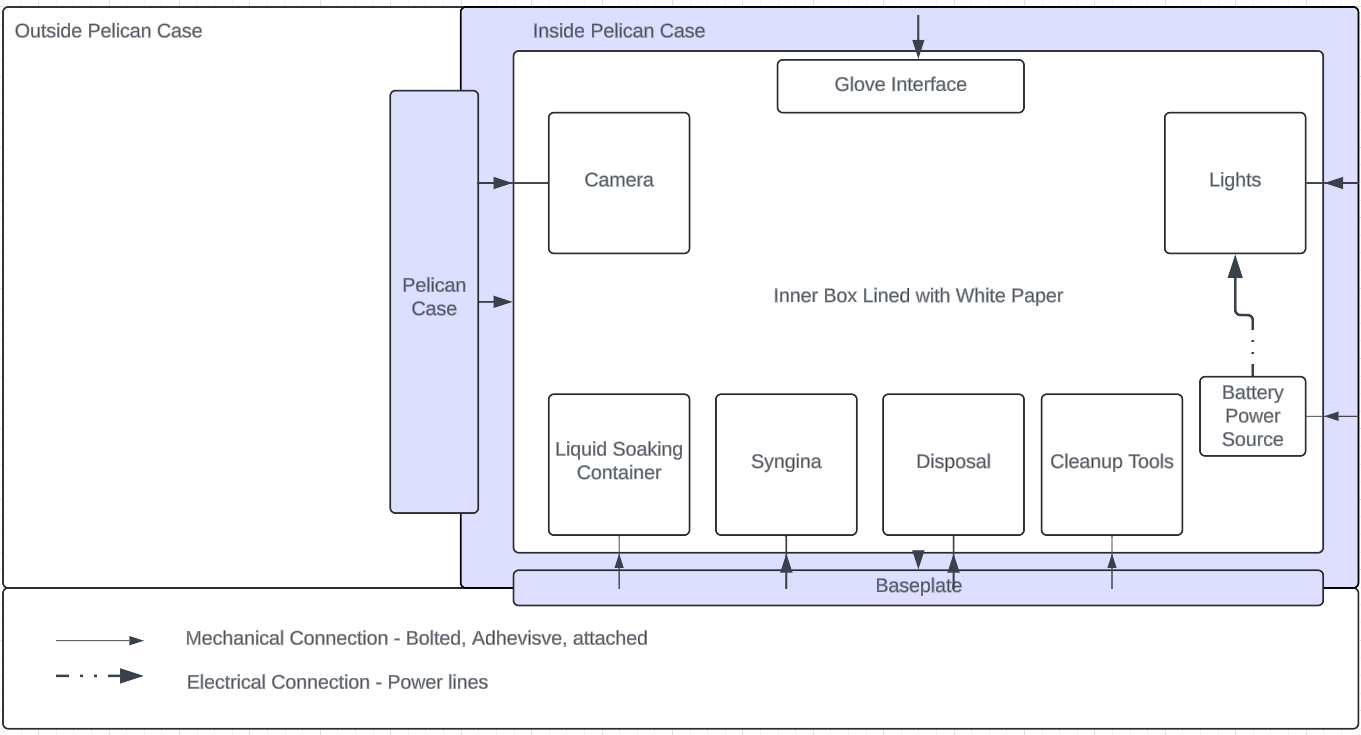 Outside Pelican Case
Inside Pelican Case
Glove Interface
Camera
Lights
Pelican
Case
Inner Box Lined with White Paper
Battery
Power
Source
Liquid Soaking
Container
Syngina
Disposal
Cleanup Tools
Baseplate
Mechanical Connection - Bolted, Adhevisve, attached
Electrical Connection - Power lines